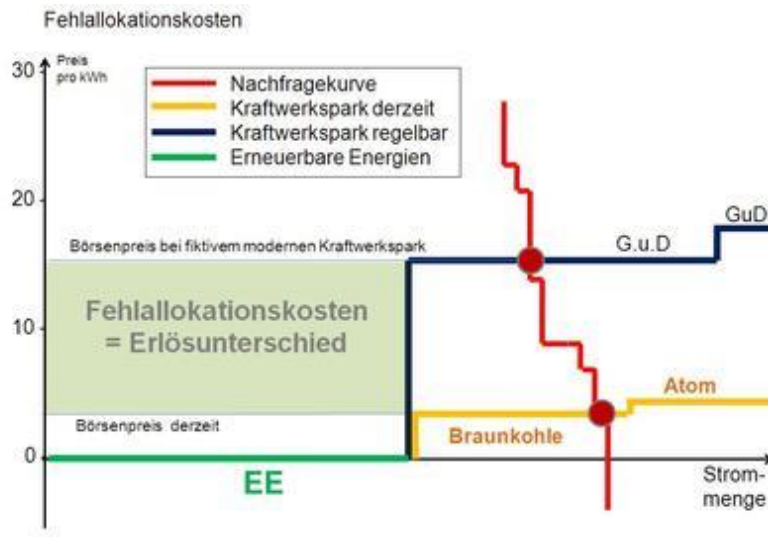 Fehlallokationskosten
Preis
pro kWh
30
20
10
0
Nachfragekurve
Kraftwerkspark derzeit
Kraftwerkspark regelbar
Erneuerbare Energien
GuD
G.u.D
Börsenpreis bei fiktivem modernen Kraftwerkspark
Fehlallokationskosten
= Erlösunterschied
Atom
Börsenpreis derzeit
Braunkohle
EE
Strom-
menge